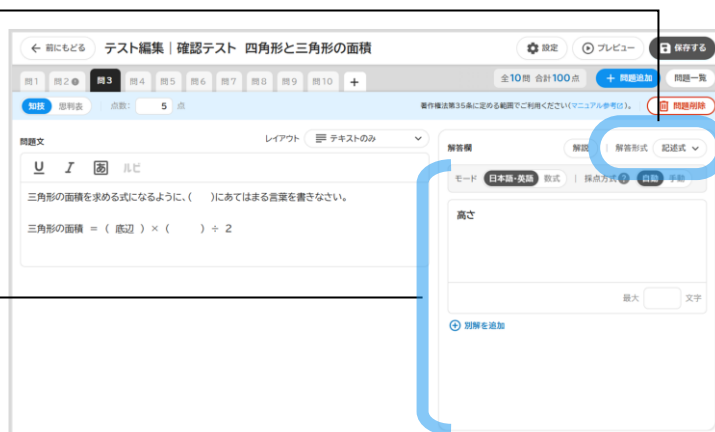 ← 前にもどる テスト編集｜確認テスト 四角形と三角形の面積 設定 プレビュー 保存する
問1 問2 問3 問4 問5 問6 問7 問8 問9 問10 + 全10問 合計100点 + 問題追加 問題一覧
知技 思判表 点数: 5 点 著作権法第35条に定める範囲でご利用ください(マニュアル参考)。 問題削除
問題文 レイアウト テキストのみ
U I あ ルビ
三角形の面積を求める式になるように、(　　)にあてはまる言葉を書きなさい。
三角形の面積 = ( 底辺 ) × (　　　) ÷ 2
解答欄 解説 | 解答形式 記述式
モード 日本語・英語 数式 | 採点方式 ? 自動 手動
高さ
最大 文字
+ 別解を追加